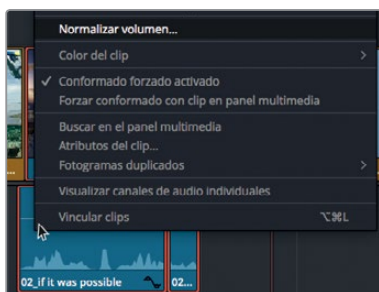 Normalizar volumen...
Color del clip
Conformado forzado activado
Forzar conformado con clip en panel multimedia
Buscar en el panel multimedia
Atributos del clip...
Fotogramas duplicados
Visualizar canales de audio individuales
Vincular clips ⌥⌘L
02_if it was possible 02...